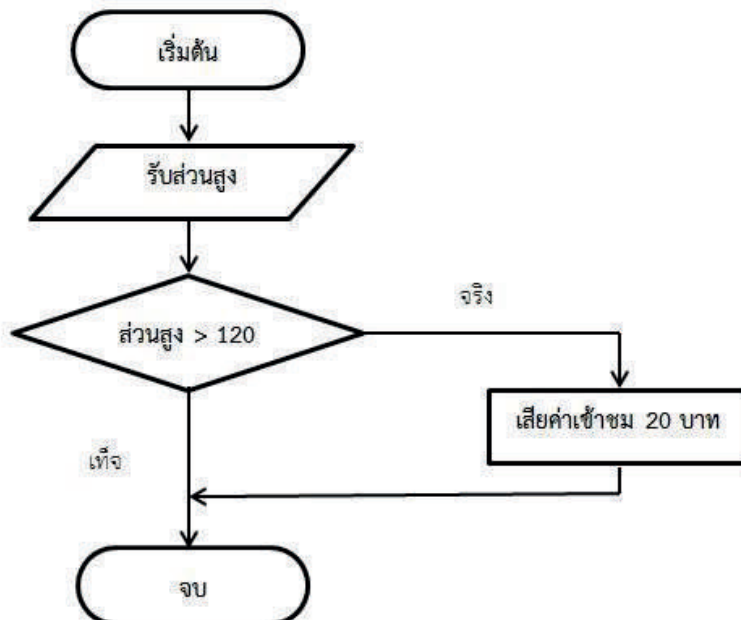 เริ่มต้น
รับส่วนสูง
จริง
ส่วนสูง > 120
เสียค่าเข้าชม 20 บาท
เท็จ
จบ